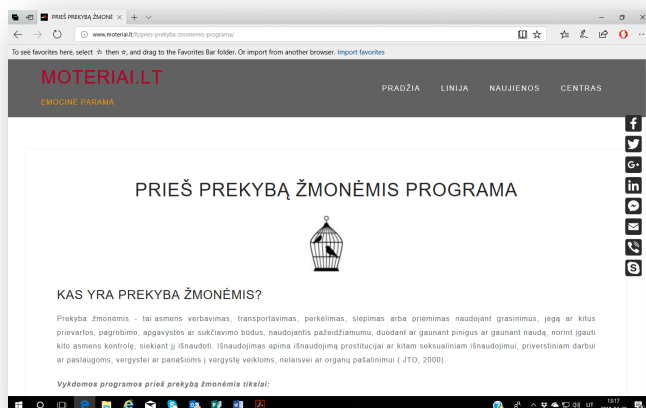 PRIEŠ PREKYBĄ ŽMONĖ
www.moteriai.lt/lt/pries-prekyba-zmonemis-programa/
To see favorites here, select ☆ then ☆, and drag to the Favorites Bar folder. Or import from another browser. Import favorites
MOTERIAI.LT
EMOCINE PARAMA
PRADŽIA LINIJA NAUJIENOS CENTRAS
PRIEŠ PREKYBĄ ŽMONĖMIS PROGRAMA
KAS YRA PREKYBA ŽMONĖMIS?
Prekyba žmonėmis - tai asmens verbavimas, transportavimas, perkėlimas, slėpimas arba priėmimas naudojant grasinimus, jėgą ar kitus
prievartos, pagrobimo, apgavystės ar sukčiavimo būdus, naudojantis pažeidžiamumu, duodant ar gaunant pinigus ar gaunant naudą, norint įgauti
kito asmens kontrolę, siekiant jį išnaudoti. Išnaudojimas apima išnaudojimą prostitucijai ar kitam seksualiniam išnaudojimui, priverstiniam darbui
ar paslaugoms, vergystei ar panašioms į vergystę veikloms, nelaisvei ar organų pašalinimui ( JTO, 2000).
Vykdomos programos prieš prekybą žmonėmis tikslai:
LIT
13:17